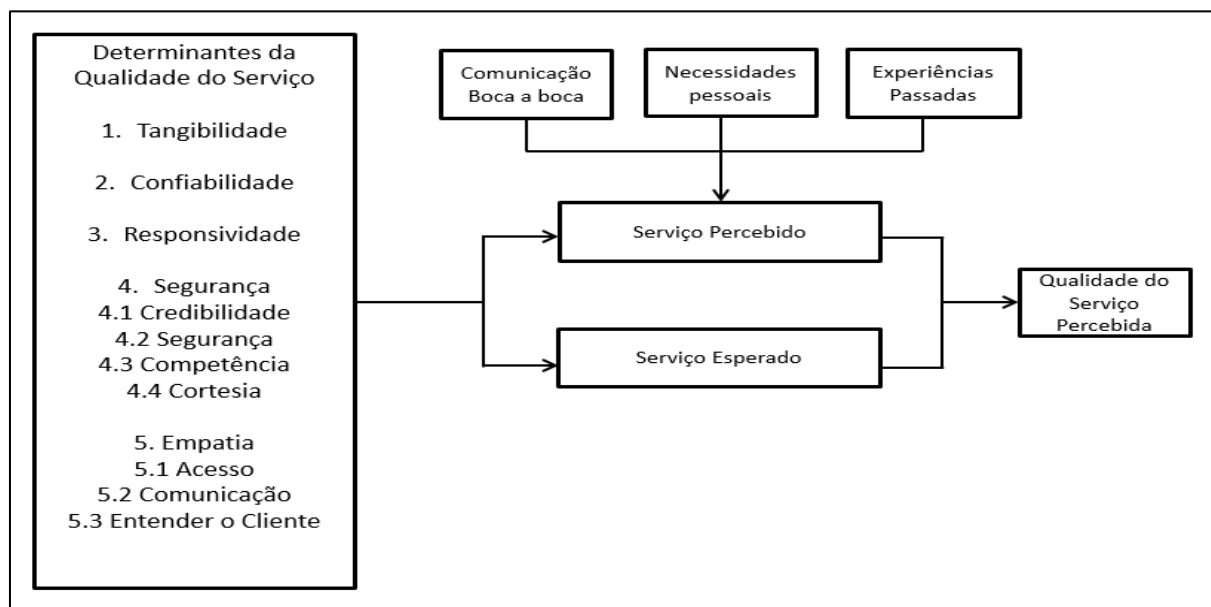 Determinantes da
Qualidade do Serviço
1. Tangibilidade
2. Confiabilidade
3. Responsividade
4. Segurança
4.1 Credibilidade
4.2 Segurança
4.3 Competência
4.4 Cortesia
5. Empatia
5.1 Acesso
5.2 Comunicação
5.3 Entender o Cliente
Comunicação
Boca a boca
Necessidades
pessoais
Experiências
Passadas
Serviço Percebido
Serviço Esperado
Qualidade do
Serviço
Percebida